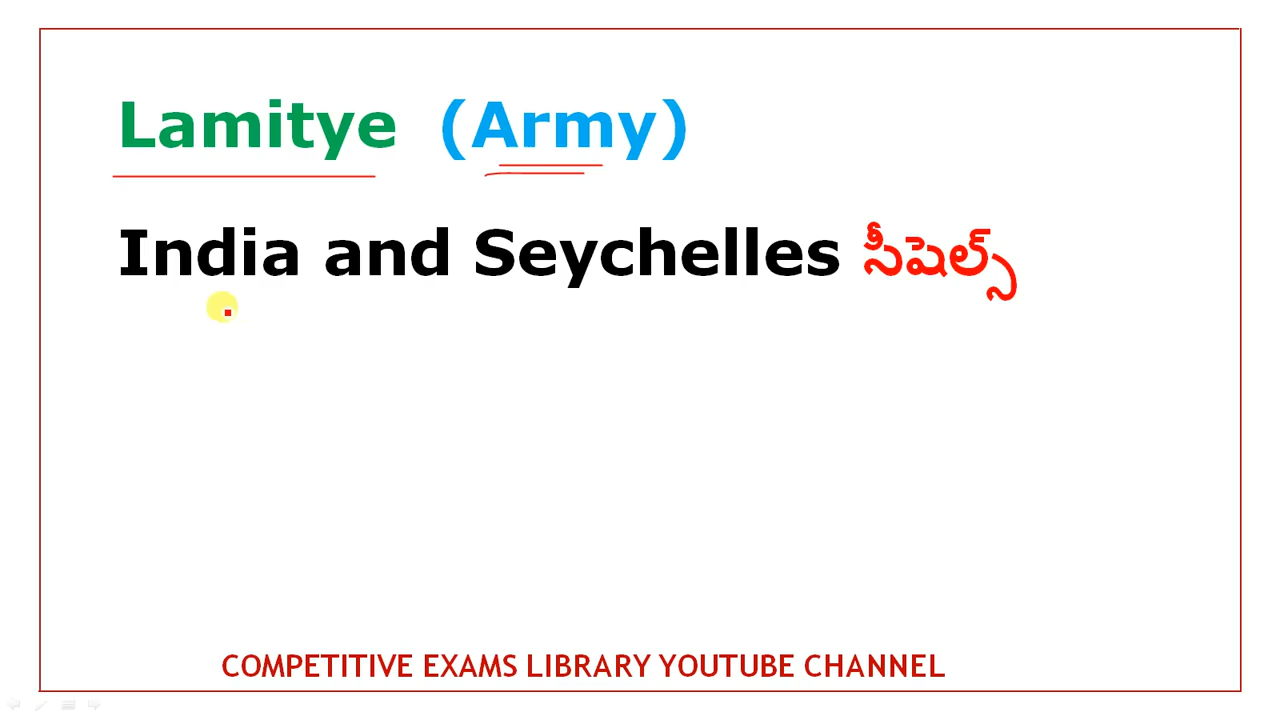 Lamitye (Army)
India and Seychelles సీషెల్స్
COMPETITIVE EXAMS LIBRARY YOUTUBE CHANNEL